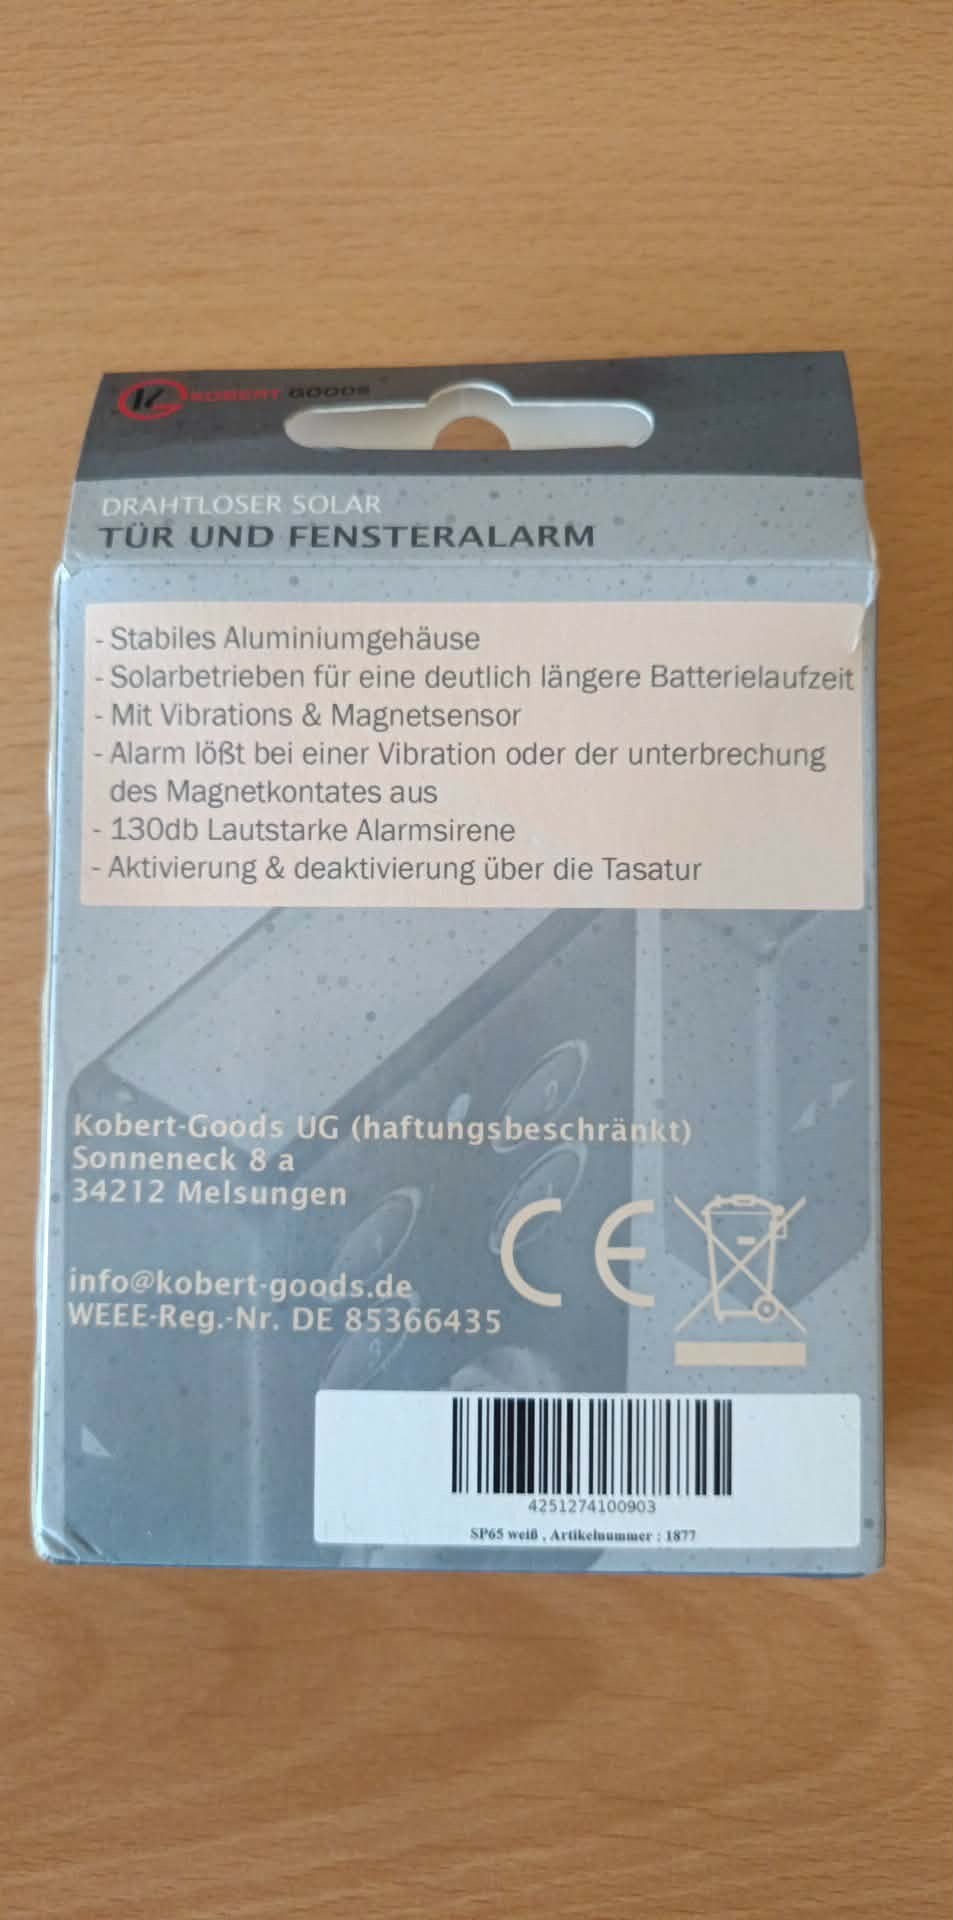 KOBERT GOODS
DRAHTLOSER SOLAR
TÜR UND FENSTERALARM
- Stabiles Aluminiumgehäuse
- Solarbetrieben für eine deutlich längere Batterielaufzeit
- Mit Vibrations & Magnetsensor
- Alarm lößt bei einer Vibration oder der unterbrechung
des Magnetkontates aus
- 130db Lautstarke Alarmsirene
- Aktivierung & deaktivierung über die Tasatur
Kobert-Goods UG (haftungsbeschränkt)
Sonneneck 8 a
34212 Melsungen
CE
info@kobert-goods.de
WEEE-Reg.-Nr. DE 85366435
4251274100903
SP65 weiß , Artikelnummer : 1877